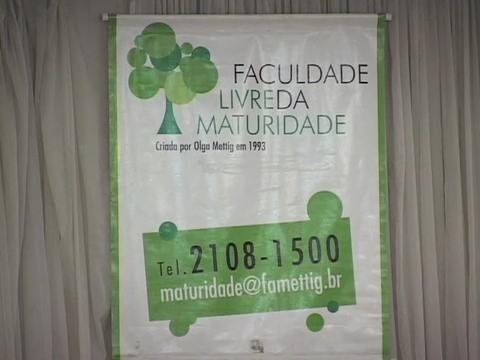 FACULDADE
LIVREDA
MATURIDADE
Criada por Olga Mettig em 1993
Tel. 2108-1500
maturidade@famettig.br